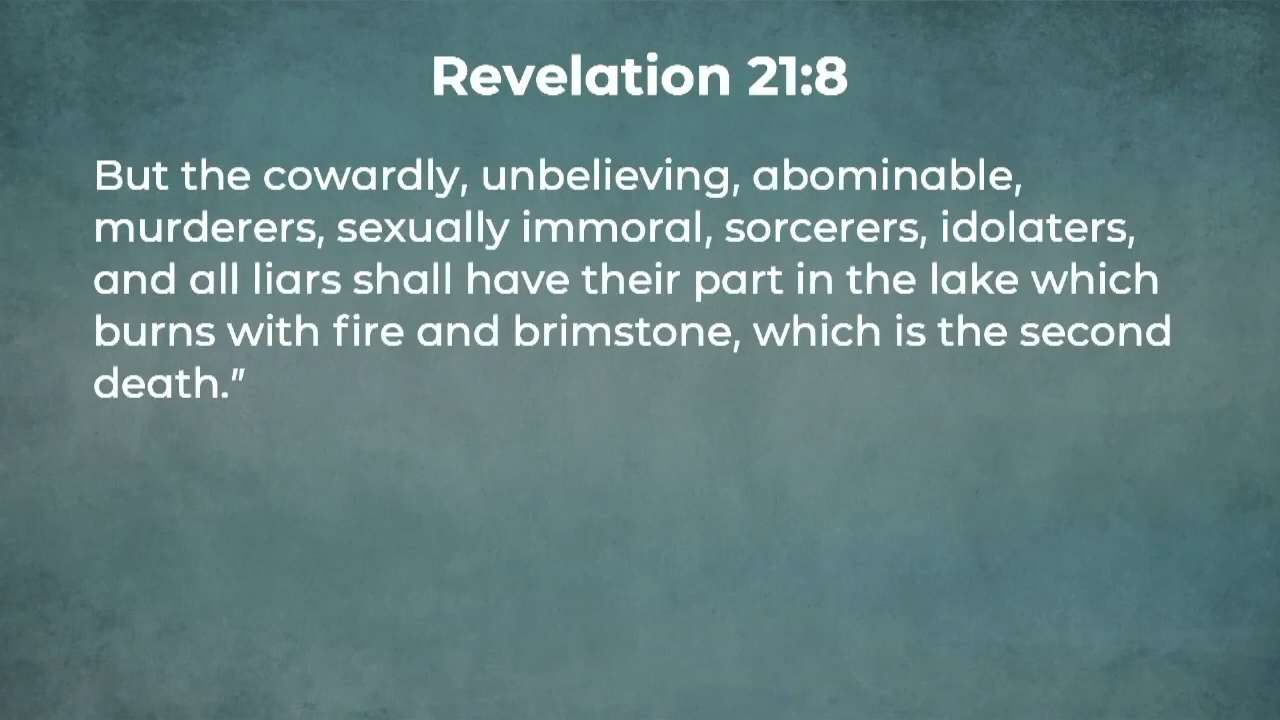 Revelation 21:8
But the cowardly, unbelieving, abominable,
murderers, sexually immoral, sorcerers, idolaters,
and all liars shall have their part in the lake which
burns with fire and brimstone, which is the second
death."